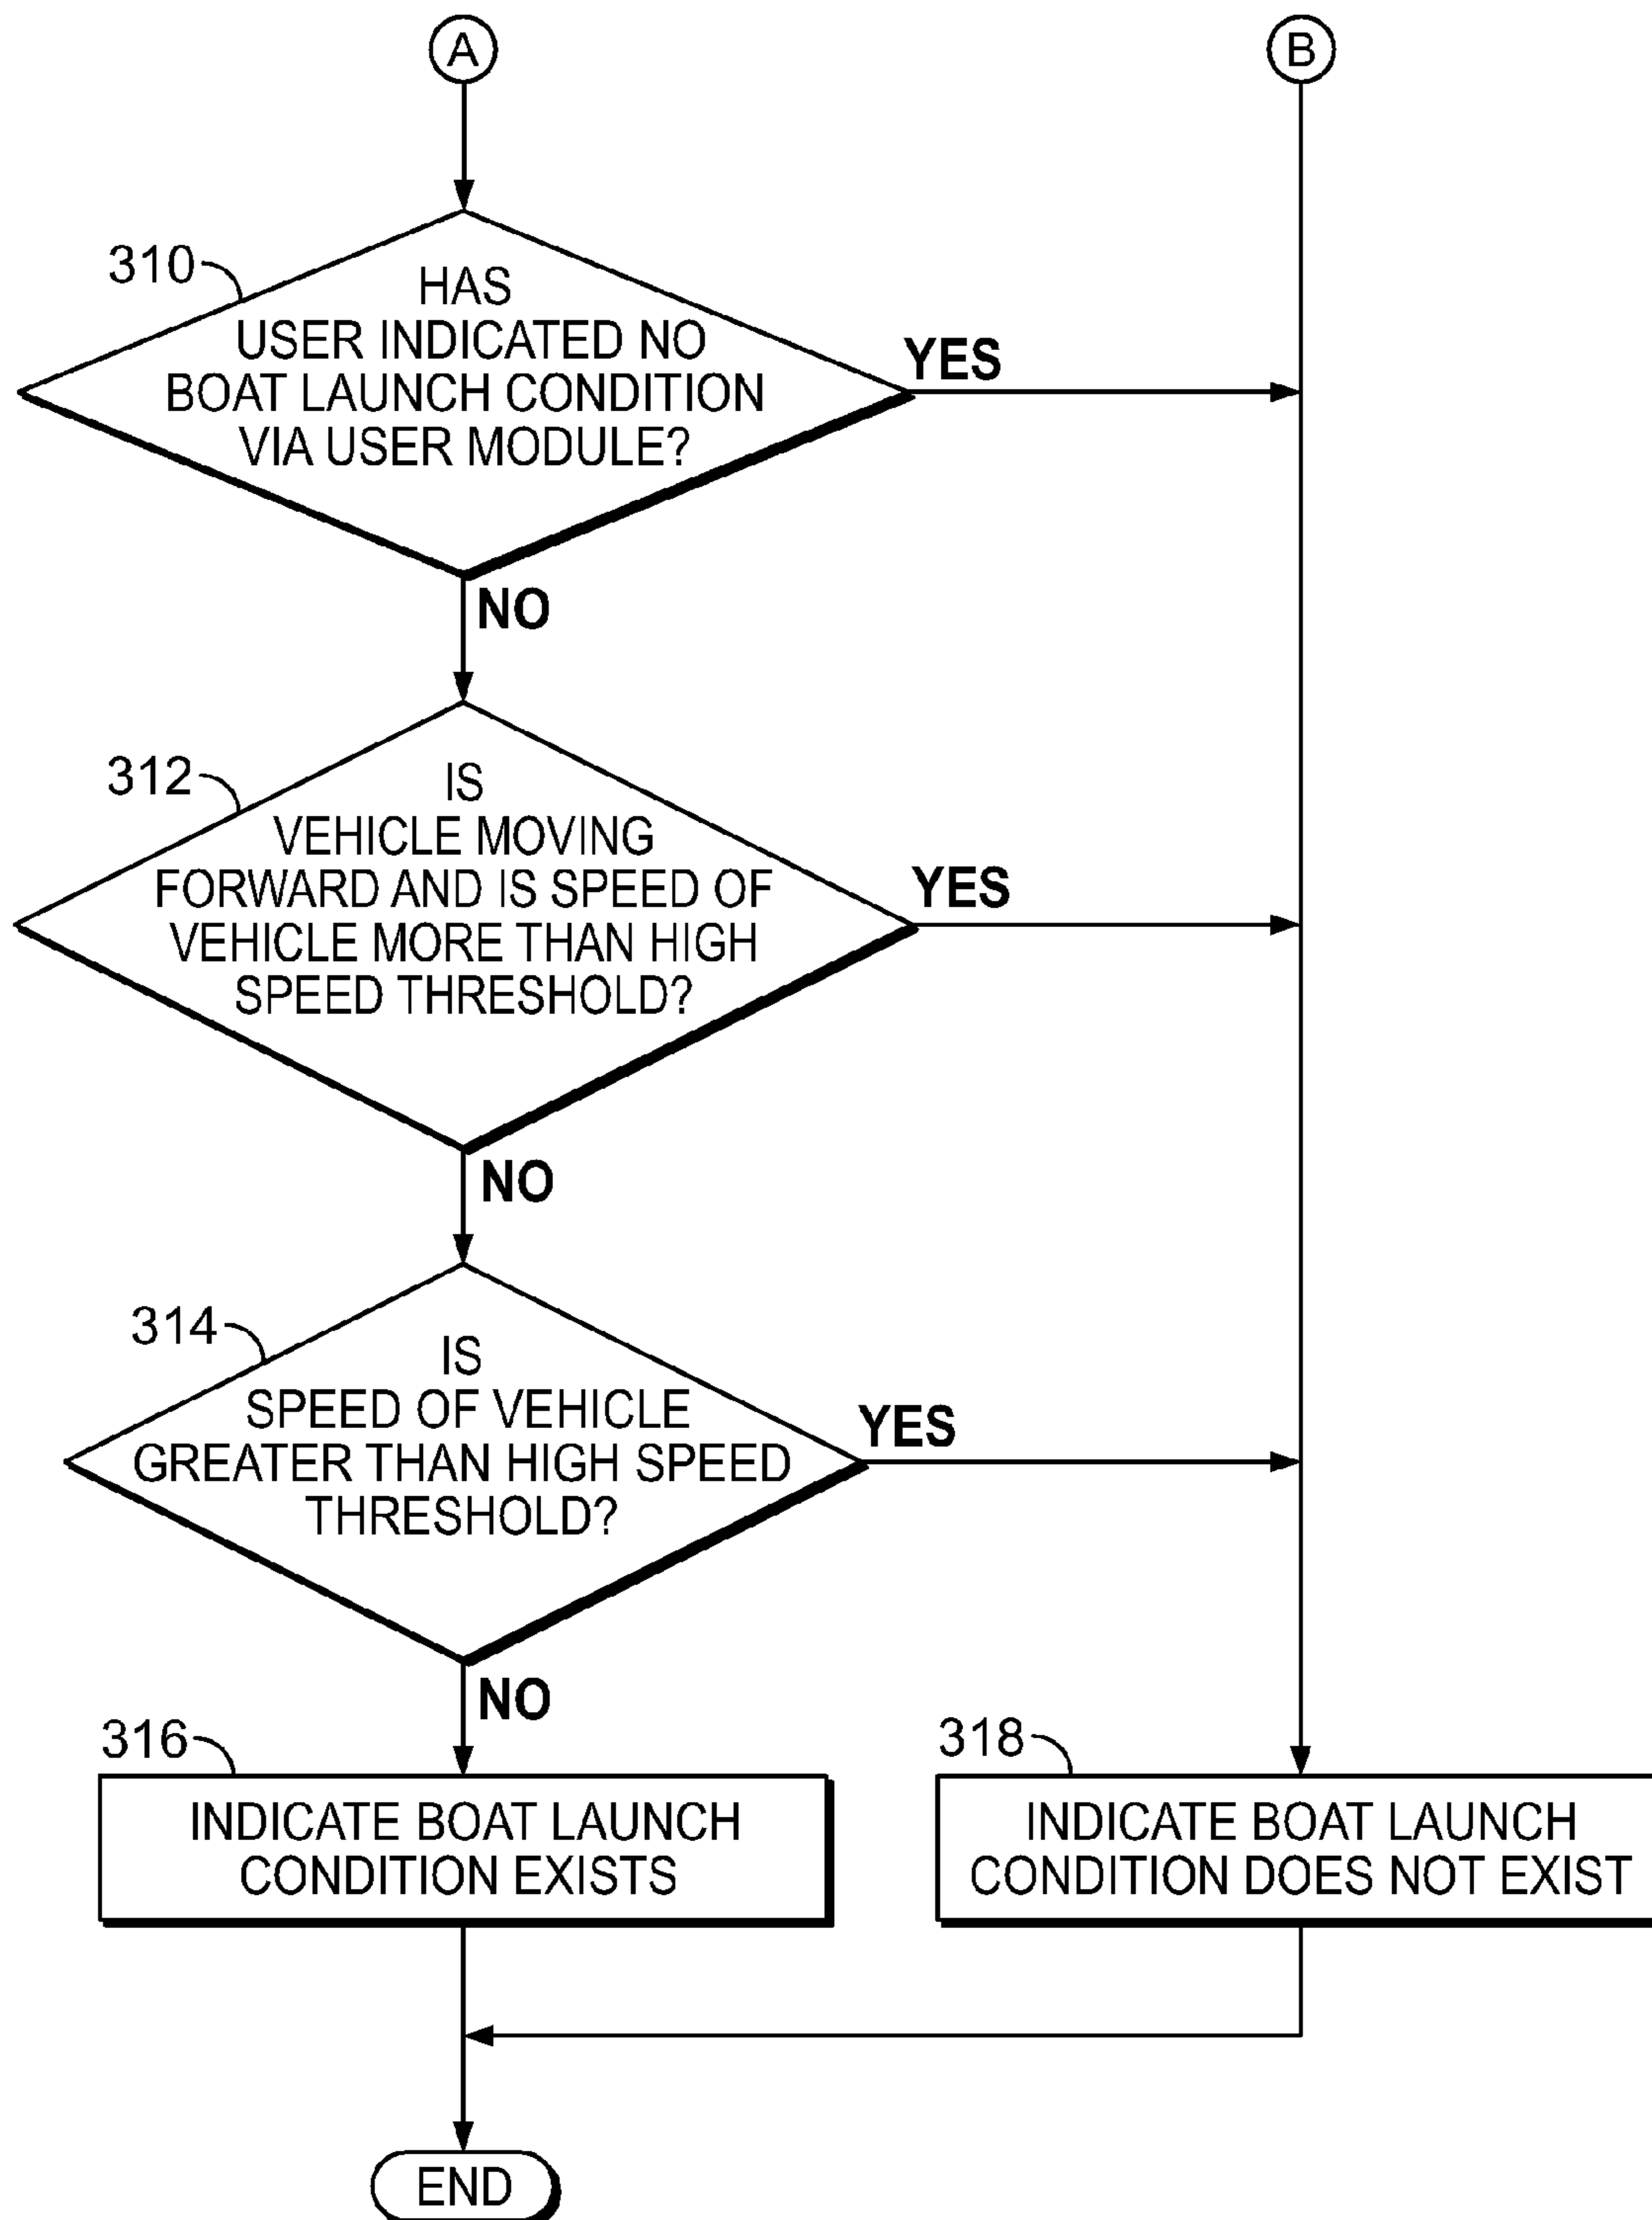 A
B
310
HAS
USER INDICATED NO
BOAT LAUNCH CONDITION
VIA USER MODULE?
YES
NO
312
IS
VEHICLE MOVING
FORWARD AND IS SPEED OF
VEHICLE MORE THAN HIGH
SPEED THRESHOLD?
YES
NO
314
IS
SPEED OF VEHICLE
GREATER THAN HIGH SPEED
THRESHOLD?
YES
NO
316
INDICATE BOAT LAUNCH
CONDITION EXISTS
318
INDICATE BOAT LAUNCH
CONDITION DOES NOT EXIST
END